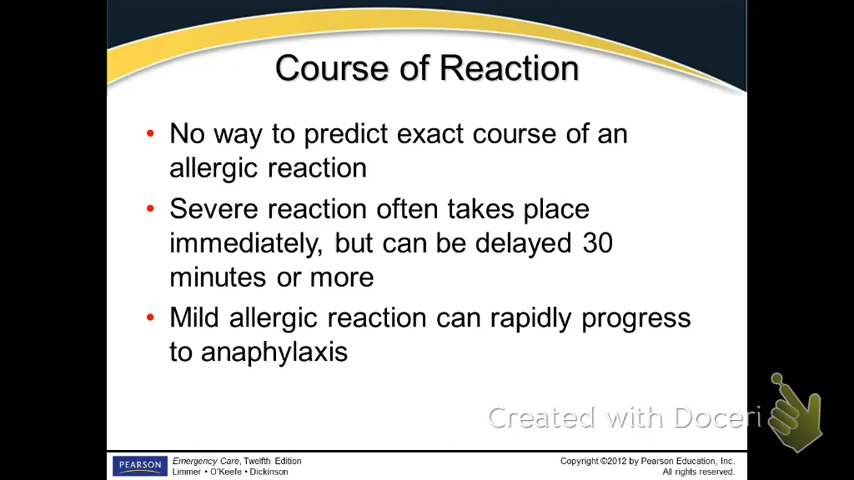 Course of Reaction
• No way to predict exact course of an
allergic reaction
• Severe reaction often takes place
immediately, but can be delayed 30
minutes or more
• Mild allergic reaction can rapidly progress
to anaphylaxis
Created with Doceri
PEARSON
Emergency Care, Twelfth Edition
Limmer • O'Keefe • Dickinson
Copyright ©2012 by Pearson Education, Inc.
All rights reserved.